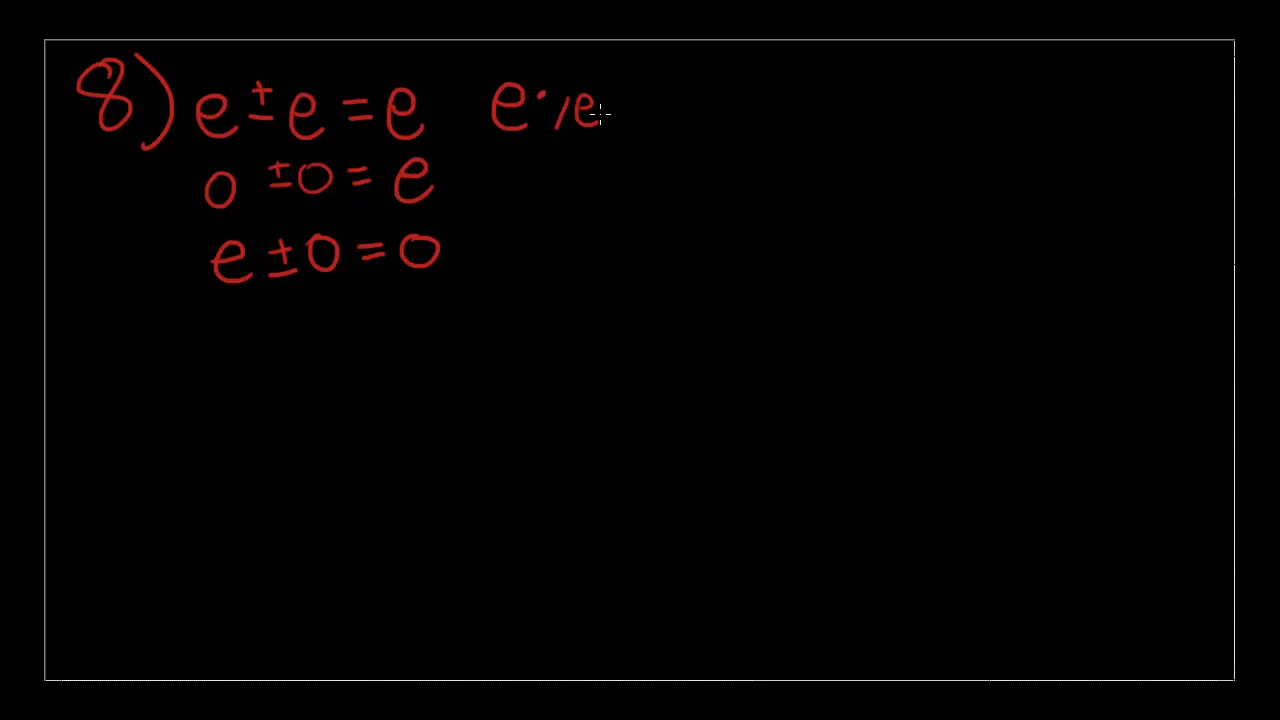 8) e ± e = e e · / e
o ± o = e
e ± o = o